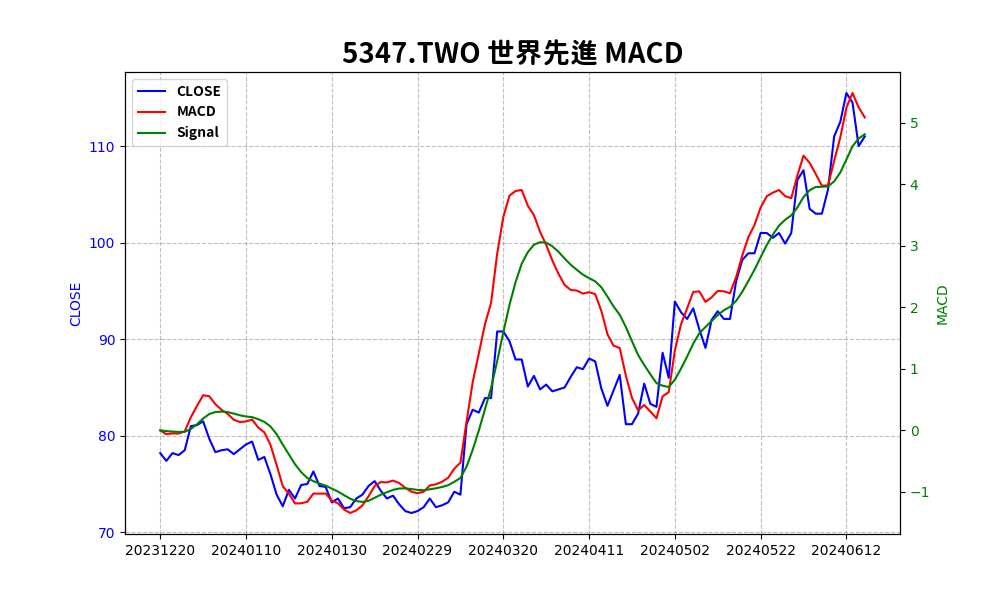 5347.TWO 世界先進 MACD
CLOSE
MACD
Signal
110
100
90
80
70
CLOSE
5
4
3
2
1
0
−1
MACD
20231220 20240110 20240130 20240229 20240320 20240411 20240502 20240522 20240612